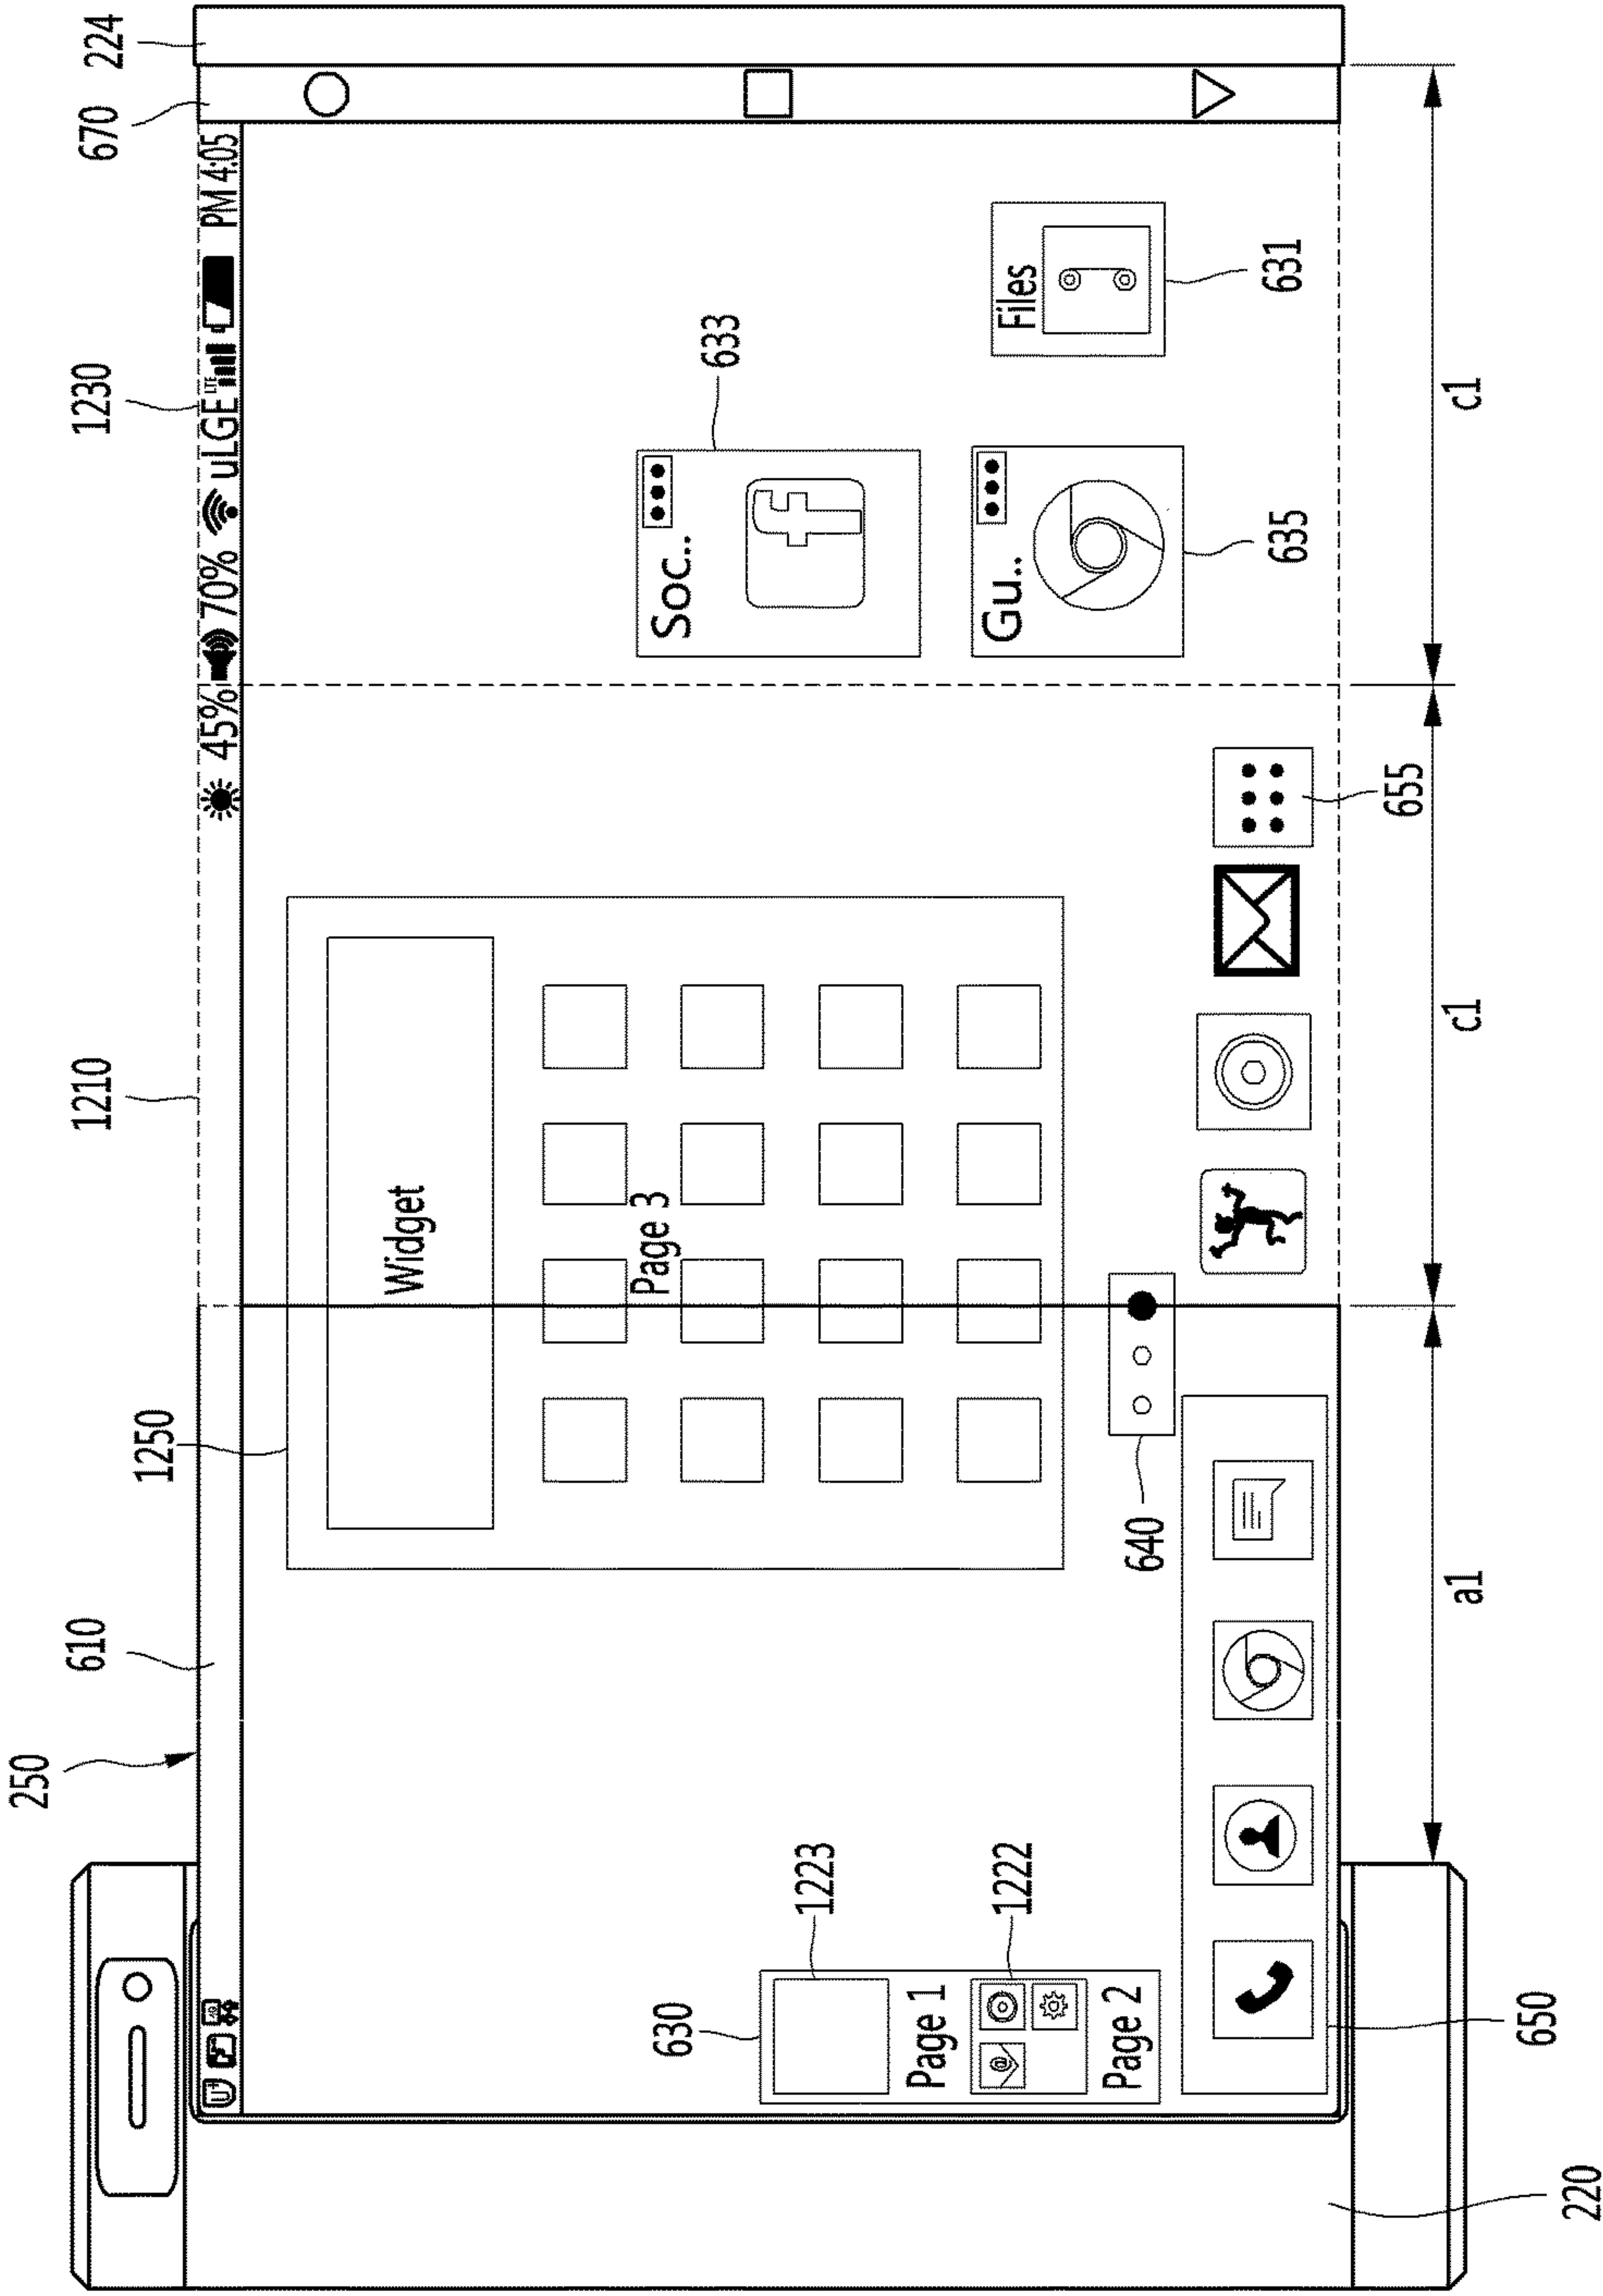 250
610
1250
1210
1230
670
224
U+ F
45% 70% uLGE LTE PM 4:05
Widget
Page 3
633
Soc..
f
630
1223
Page 1
1222
@
Page 2
640
Gu..
635
Files
631
655
220
650
a1
c1
c1